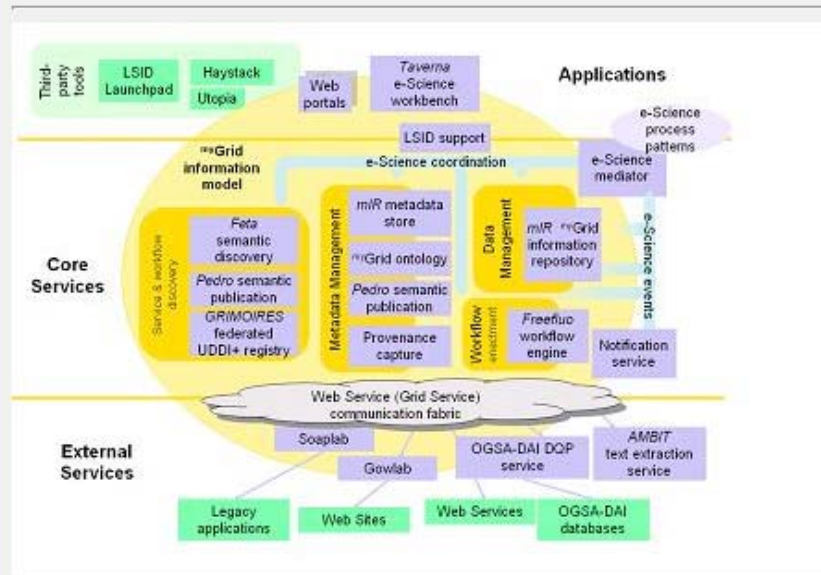 Third-
party
tools
LSID
Launchpad
Haystack
Utopia
Web
portals
Taverna
e-Science
workbench
Applications
e-Science
process
patterns
LSID support
myGrid
information
model
e-Science coordination
e-Science
mediator
Core
Services
Service & workflow
discovery
Feta
semantic
discovery
Pedro semantic
publication
GRIMOIRES
federated
UDDI+ registry
Metadata Management
mIR metadata
store
myGrid ontology
Pedro semantic
publication
Provenance
capture
Data
Management
mIR myGrid
information
repository
Workflow
enactment
Freefluo
workflow
engine
e-Science events
Notification
service
Web Service (Grid Service)
communication fabric
External
Services
Soaplab
Gowlab
OGSA-DAI DQP
service
AMBIT
text extraction
service
Legacy
applications
Web Sites
Web Services
OGSA-DAI
databases